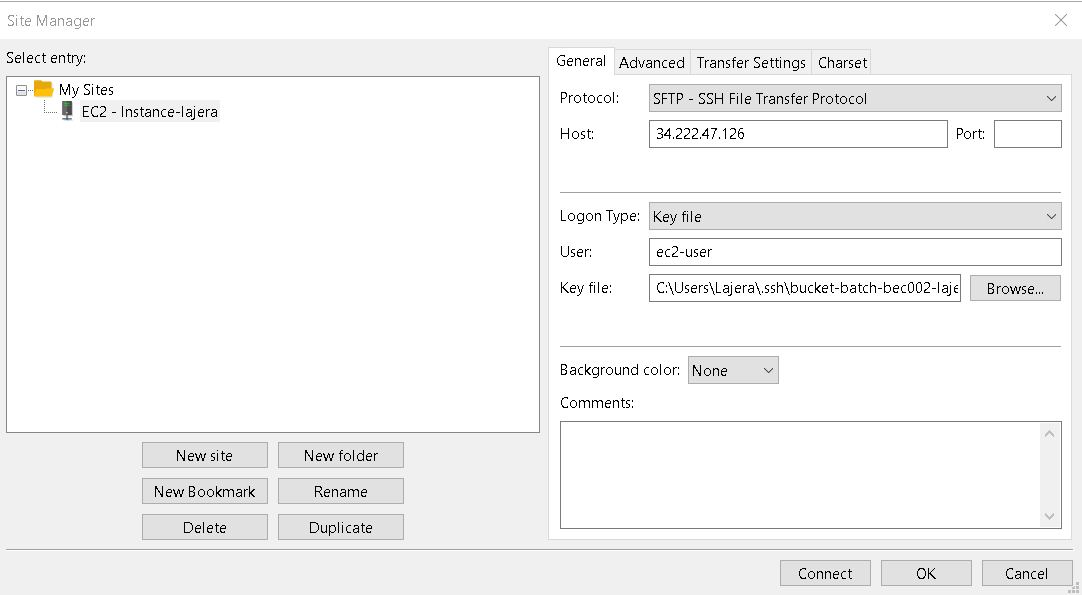 Site Manager
Select entry:
My Sites
EC2 - Instance-lajera
New site
New folder
New Bookmark
Rename
Delete
Duplicate
General
Advanced
Transfer Settings
Charset
Protocol:
SFTP - SSH File Transfer Protocol
Host:
34.222.47.126
Port:
Logon Type:
Key file
User:
ec2-user
Key file:
C:\Users\Lajera\.ssh\bucket-batch-bec002-laje
Browse...
Background color:
None
Comments:
Connect
OK
Cancel